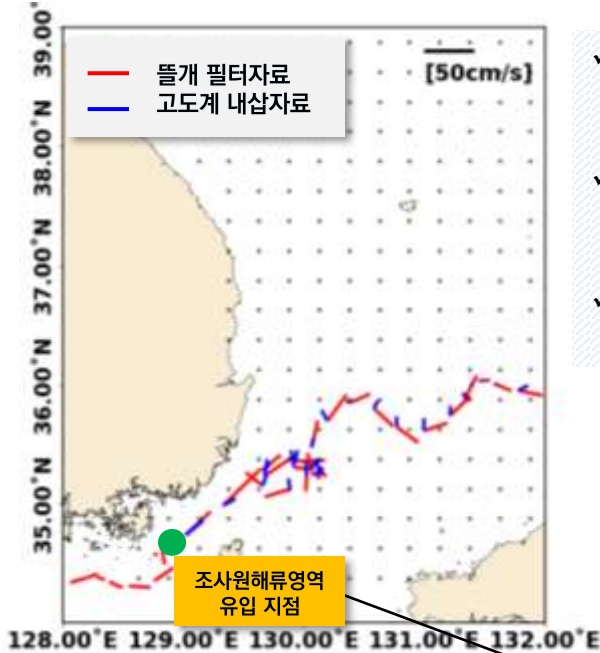 39.00°N
뜰개 필터자료
고도계 내삽자료
[50cm/s]
38.00°N
37.00°N
36.00°N
35.00°N
조사원해류영역
유입 지점
128.00°E 129.00°E 130.00°E 131.00°E 132.00°E